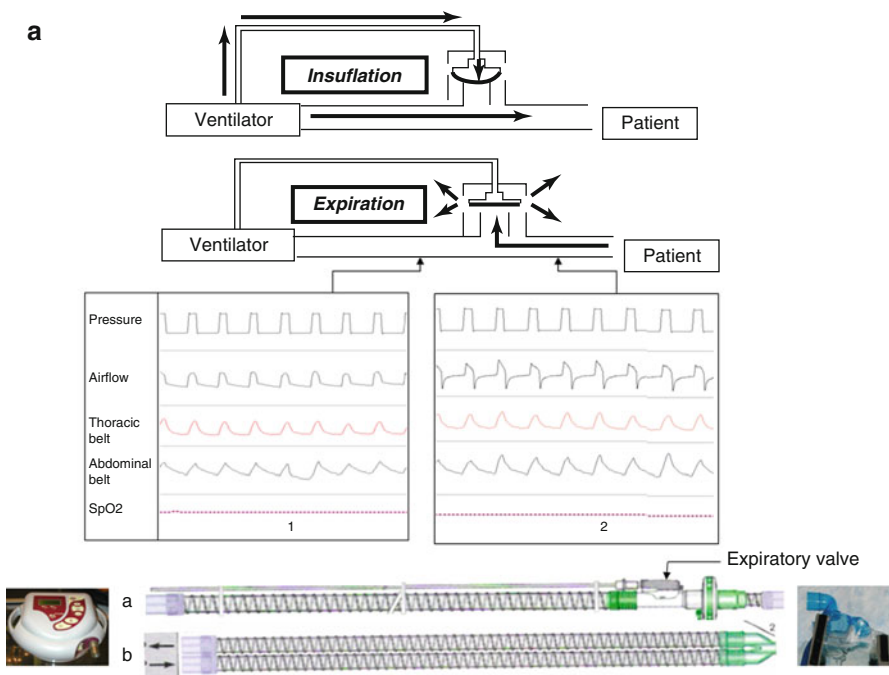 a
Insuflation
Ventilator
Patient
Expiration
Ventilator
Patient
Pressure
Airflow
Thoracic
belt
Abdominal
belt
SpO2
1
2
Expiratory valve
a
b
2